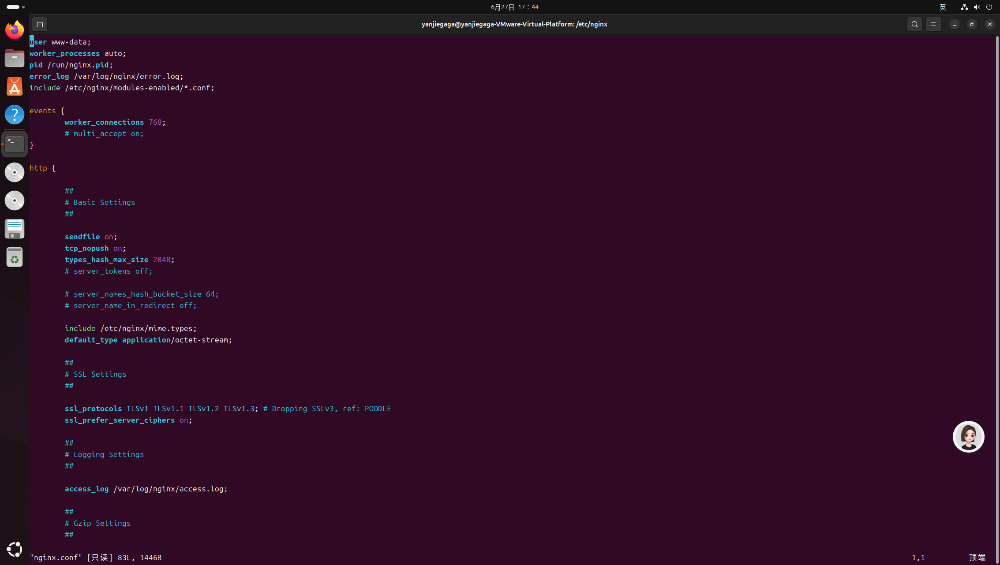 6月27日 17：44
英
yanjiegaga@yanjiegaga-VMware-Virtual-Platform: /etc/nginx
user www-data;
worker_processes auto;
pid /run/nginx.pid;
error_log /var/log/nginx/error.log;
include /etc/nginx/modules-enabled/*.conf;
events {
worker_connections 768;
# multi_accept on;
}
http {
##
# Basic Settings
##
sendfile on;
tcp_nopush on;
types_hash_max_size 2048;
# server_tokens off;
# server_names_hash_bucket_size 64;
# server_name_in_redirect off;
include /etc/nginx/mime.types;
default_type application/octet-stream;
##
# SSL Settings
##
ssl_protocols TLSv1 TLSv1.1 TLSv1.2 TLSv1.3; # Dropping SSLv3, ref: POODLE
ssl_prefer_server_ciphers on;
##
# Logging Settings
##
access_log /var/log/nginx/access.log;
##
# Gzip Settings
##
"nginx.conf" [只读] 83L, 1446B 1,1 顶端